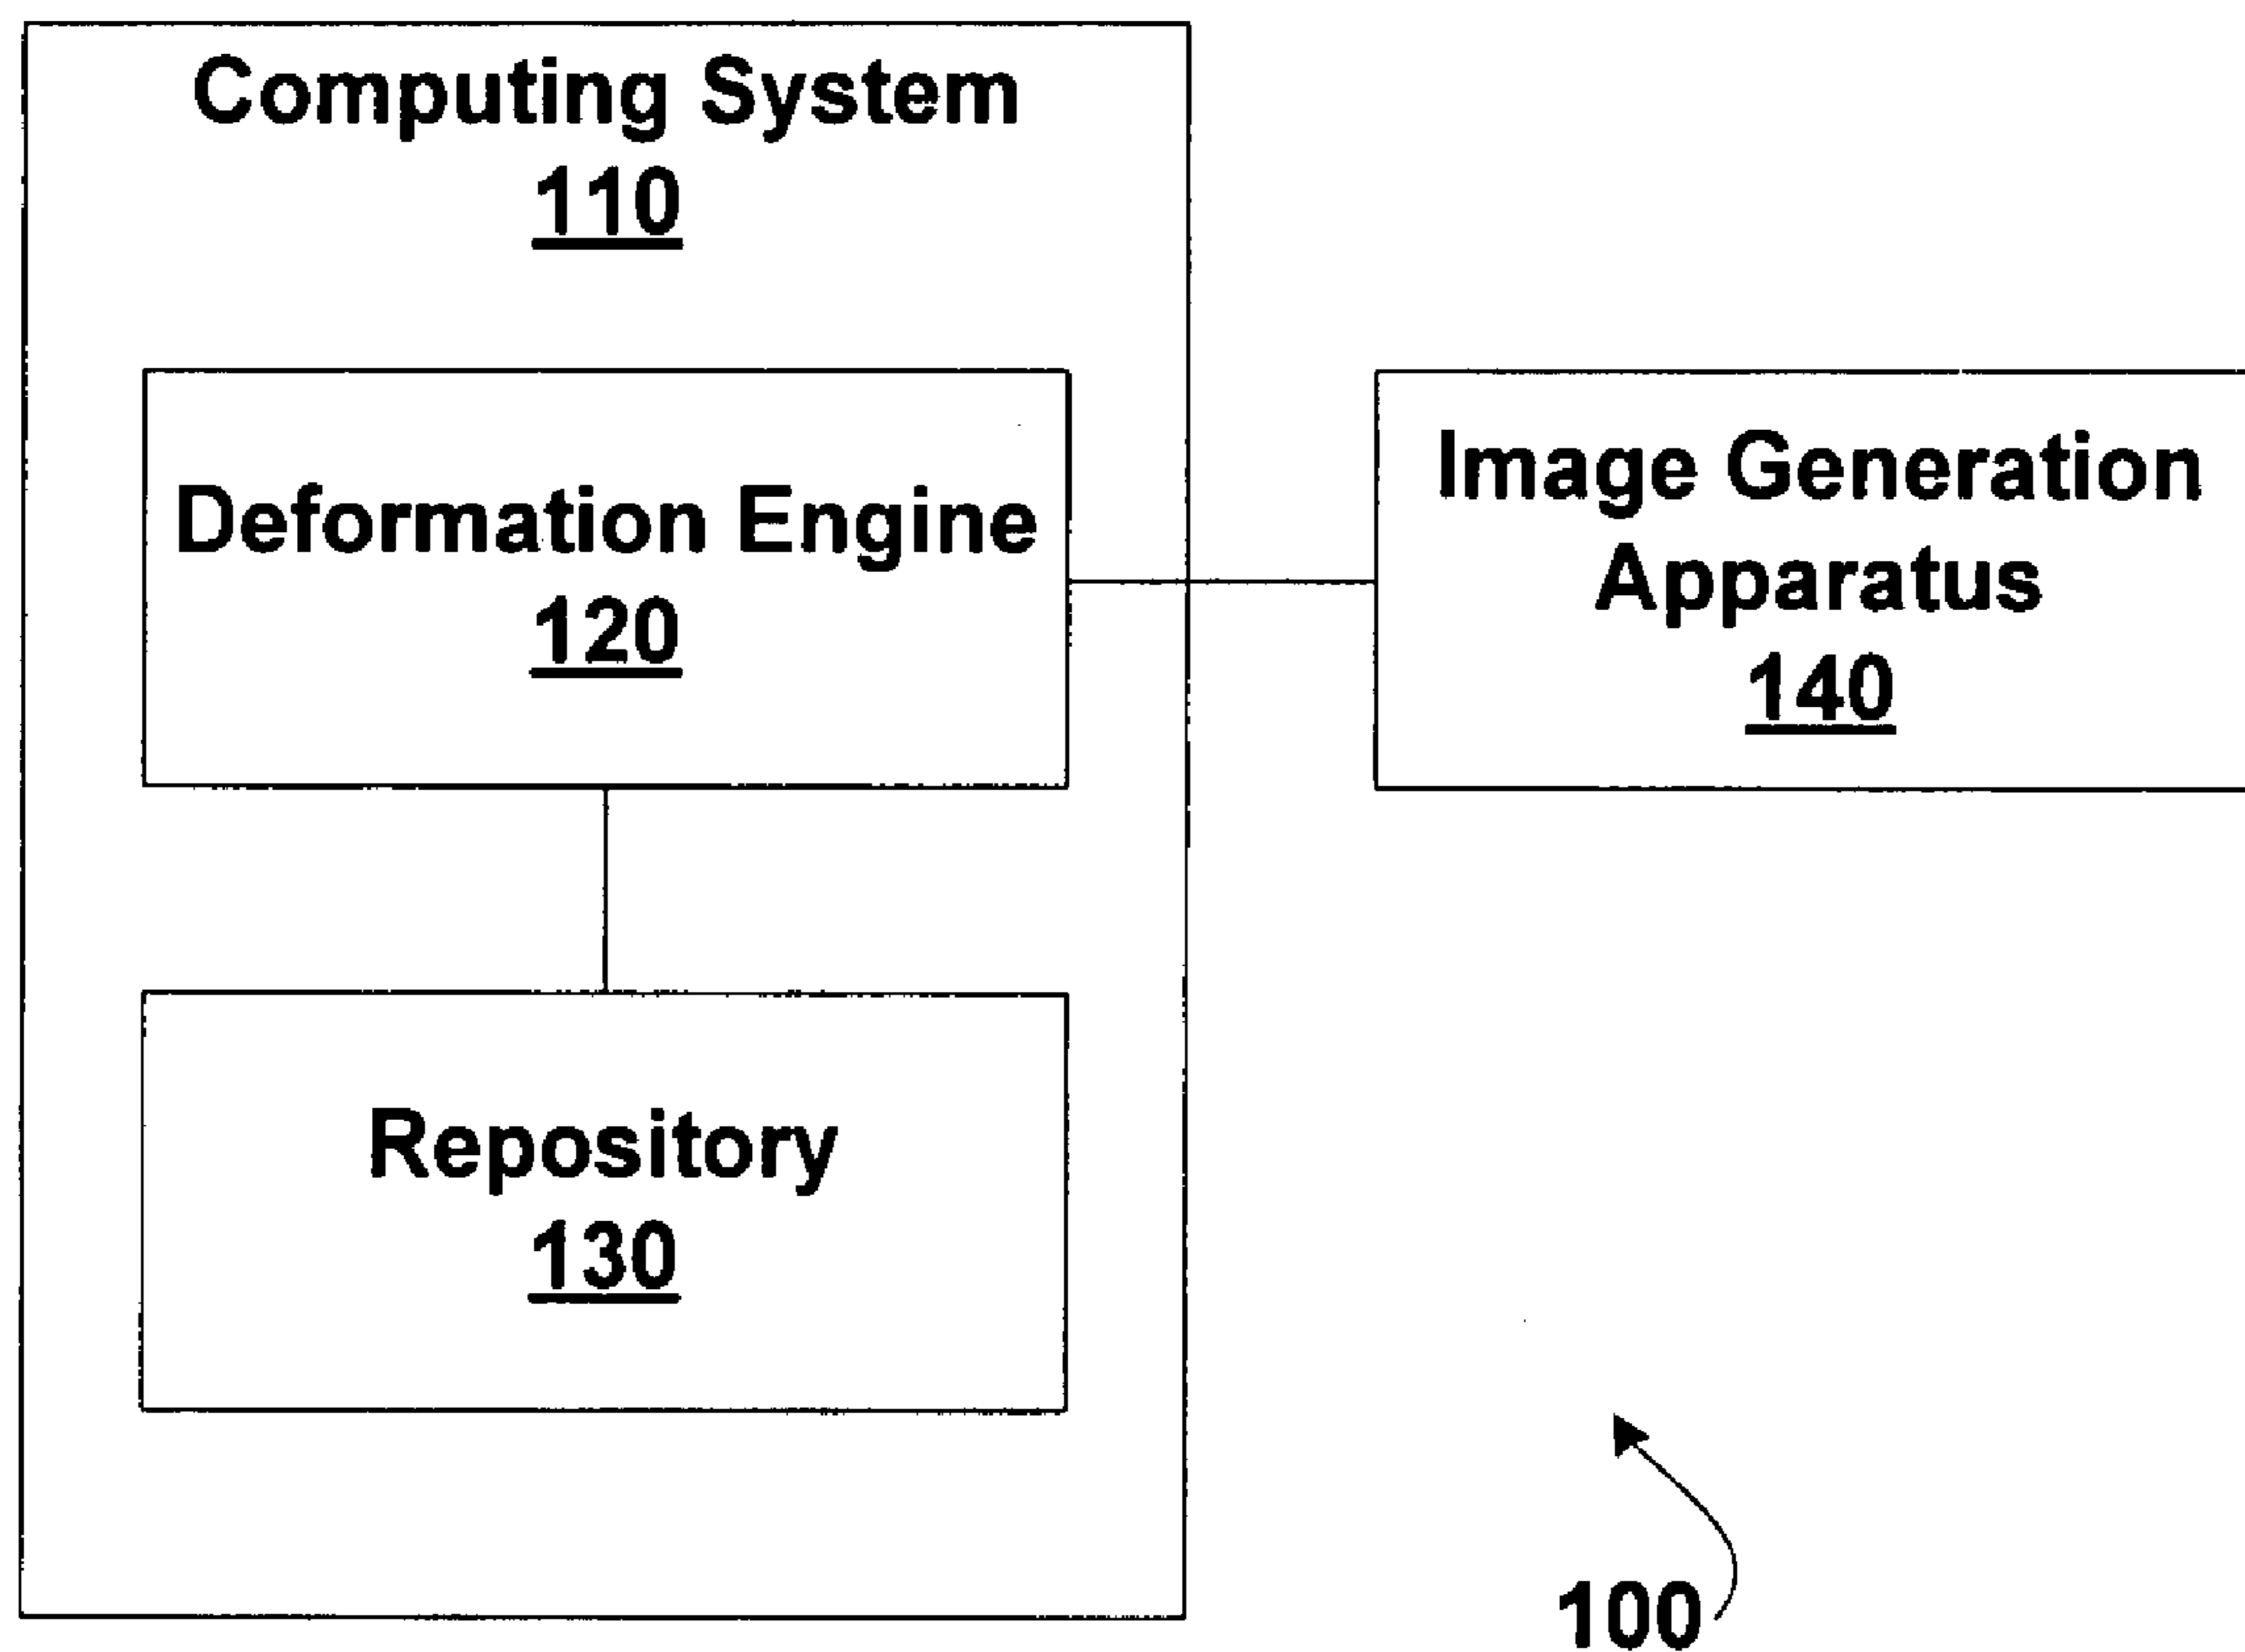 Computing System
110
Deformation Engine
120
Image Generation
Apparatus
140
Repository
130
100